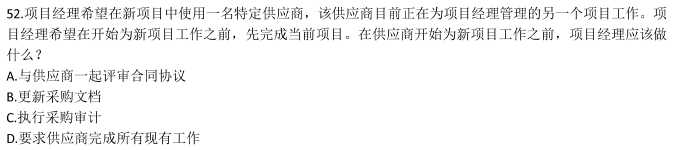 52.项目经理希望在新项目中使用一名特定供应商，该供应商目前正在为项目经理管理的另一个项目工作。项
目经理希望在开始为新项目工作之前，先完成当前项目。在供应商开始为新项目工作之前，项目经理应该做
什么？
A.与供应商一起评审合同协议
B.更新采购文档
C.执行采购审计
D.要求供应商完成所有现有工作